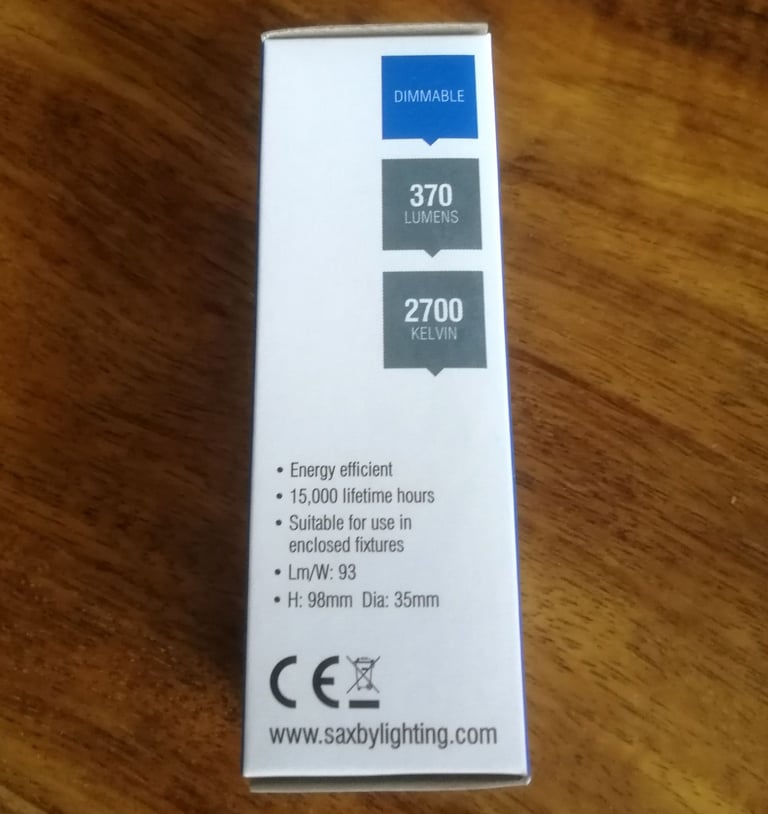 DIMMABLE
370
LUMENS
2700
KELVIN
• Energy efficient
• 15,000 lifetime hours
• Suitable for use in
enclosed fixtures
• Lm/W: 93
• H: 98mm Dia: 35mm
CE
www.saxbylighting.com